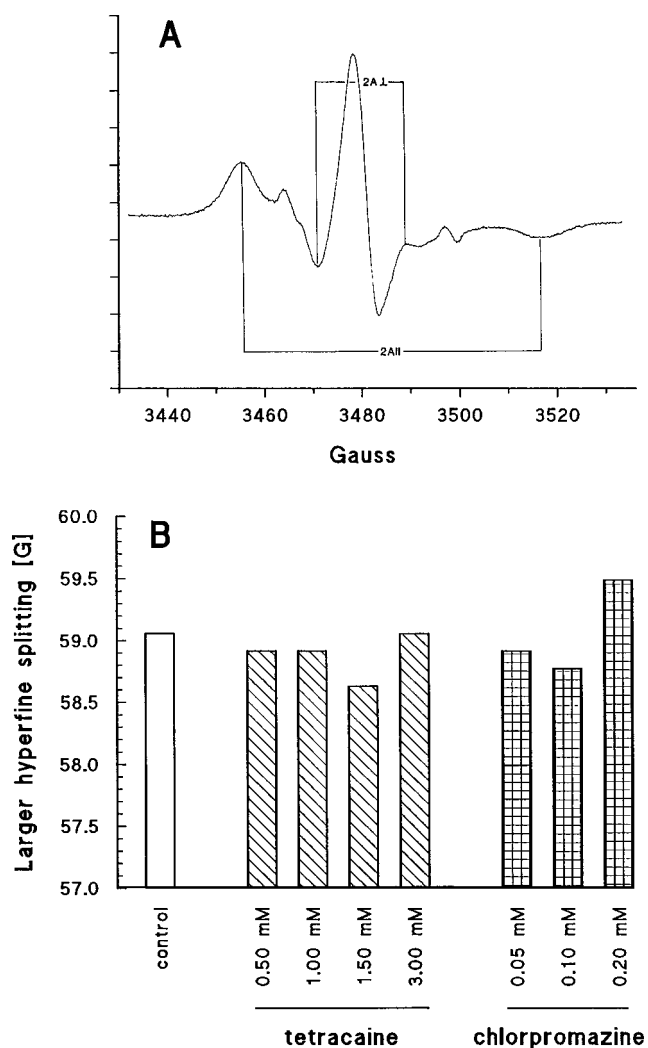 A
2A⊥
2A||
3440 3460 3480 3500 3520
Gauss
B
Larger hyperfine splitting [G]
60.0
59.5
59.0
58.5
58.0
57.5
57.0
control
0.50 mM
1.00 mM
1.50 mM
3.00 mM
0.05 mM
0.10 mM
0.20 mM
tetracaine
chlorpromazine